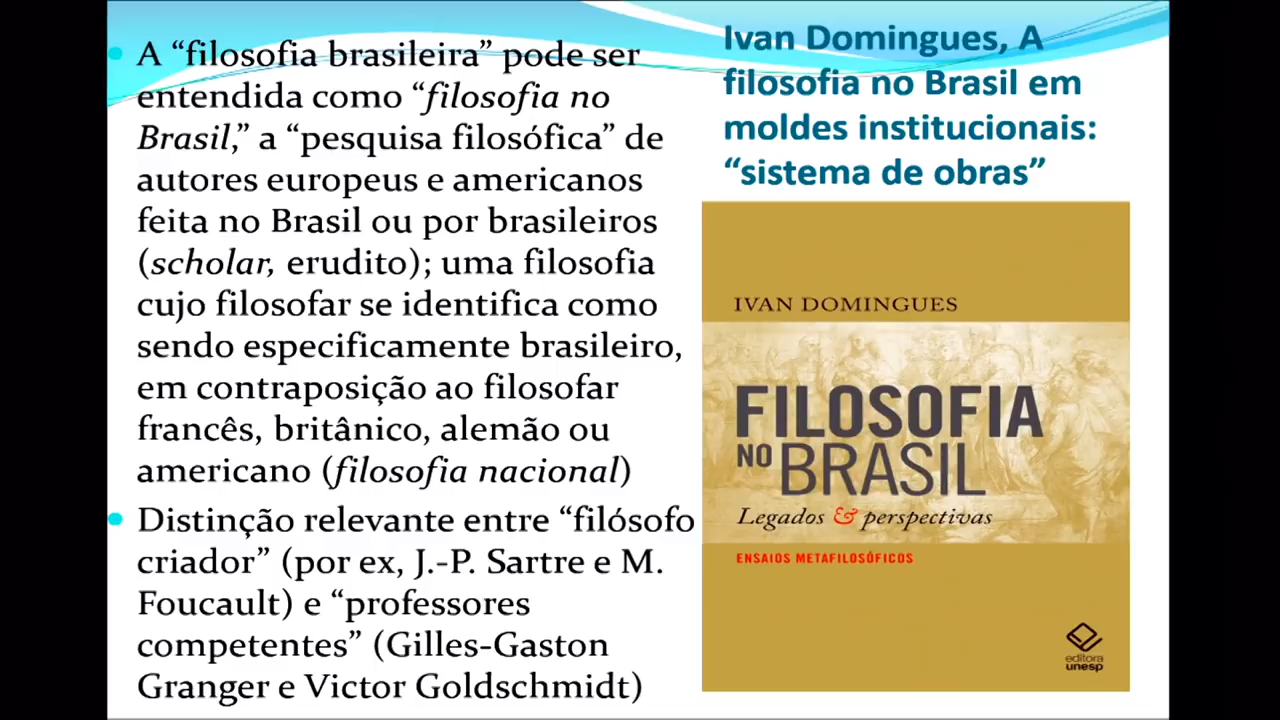 A “filosofia brasileira” pode ser
entendida como “filosofia no
Brasil,” a “pesquisa filosófica” de
autores europeus e americanos
feita no Brasil ou por brasileiros
(scholar, erudito); uma filosofia
cujo filosofar se identifica como
sendo especificamente brasileiro,
em contraposição ao filosofar
francês, britânico, alemão ou
americano (filosofia nacional)
Distinção relevante entre “filósofo
criador” (por ex, J.-P. Sartre e M.
Foucault) e “professores
competentes” (Gilles-Gaston
Granger e Victor Goldschmidt)
Ivan Domingues, A
filosofia no Brasil em
moldes institucionais:
“sistema de obras”
IVAN DOMINGUES
FILOSOFIA
NO BRASIL
Legados & perspectivas
ENSAIOS METAFILOSÓFICOS
editora
unesp